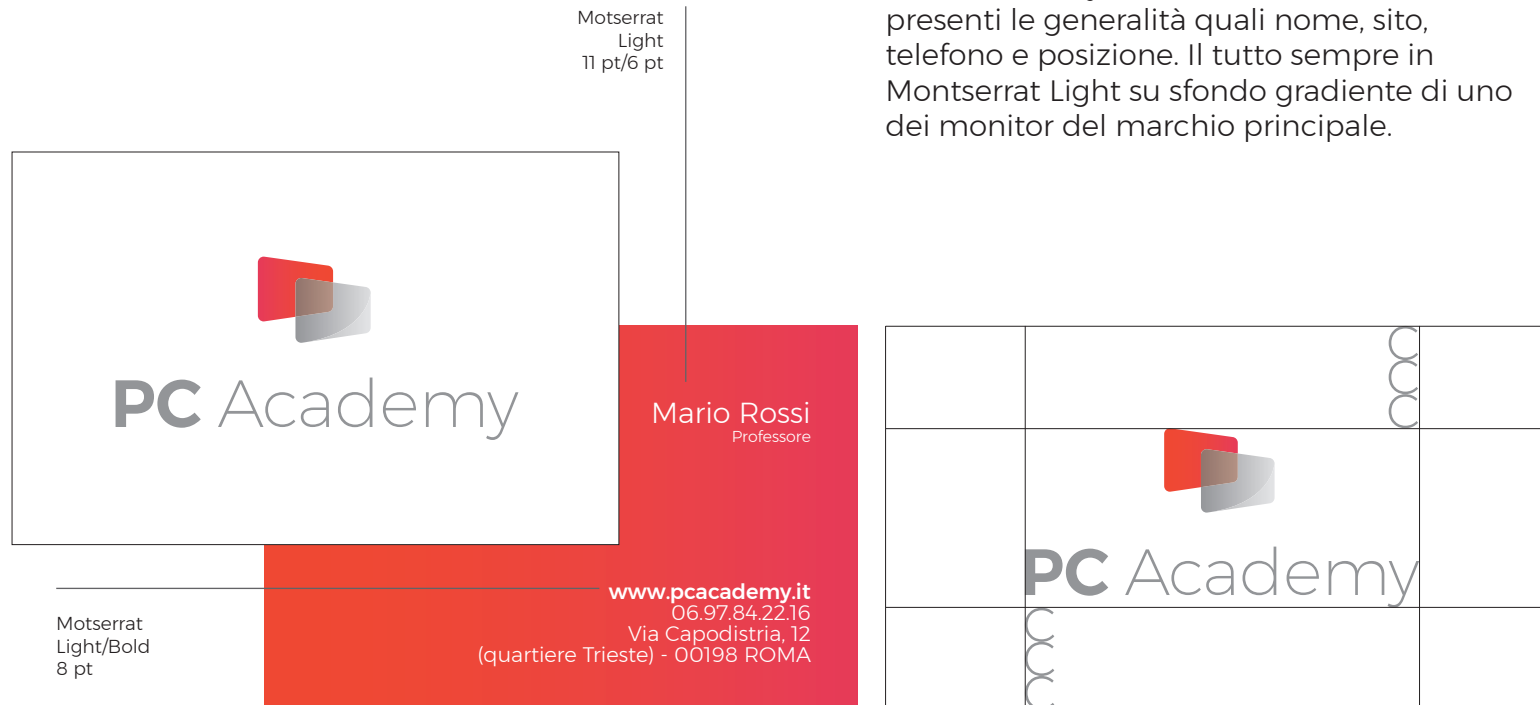 Motserrat
Light
11 pt/6 pt
presenti le generalità quali nome, sito,
telefono e posizione. Il tutto sempre in
Montserrat Light su sfondo gradiente di uno
dei monitor del marchio principale.
PC Academy
Mario Rossi
Professore
www.pcacademy.it
06.97.84.22.16
Via Capodistria, 12
(quartiere Trieste) - 00198 ROMA
Motserrat
Light/Bold
8 pt
C
C
C
PC Academy
C
C
C